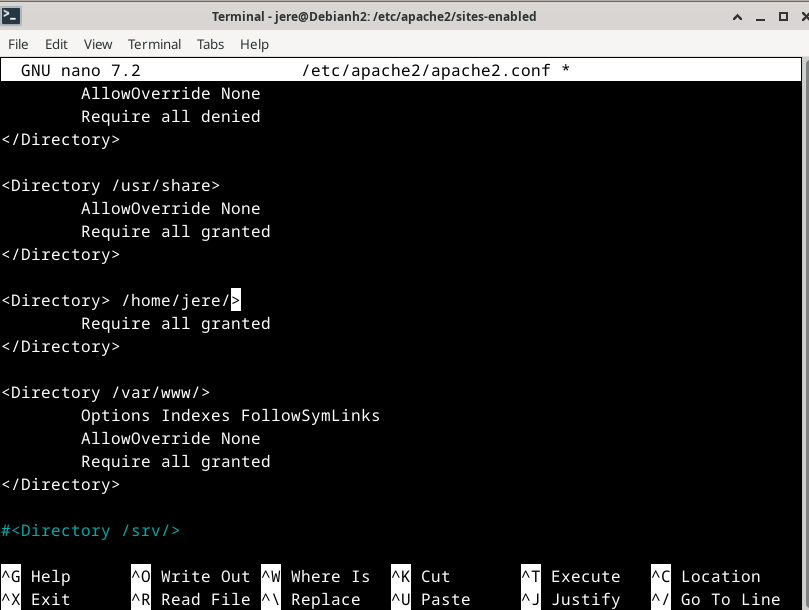 Terminal - jere@Debianh2: /etc/apache2/sites-enabled
File Edit View Terminal Tabs Help
GNU nano 7.2 /etc/apache2/apache2.conf *
AllowOverride None
Require all denied
</Directory>
<Directory /usr/share>
AllowOverride None
Require all granted
</Directory>
<Directory> /home/jere/>
Require all granted
</Directory>
<Directory /var/www/>
Options Indexes FollowSymLinks
AllowOverride None
Require all granted
</Directory>
#<Directory /srv/>
^G Help ^O Write Out ^W Where Is ^K Cut ^T Execute ^C Location
^X Exit ^R Read File ^\ Replace ^U Paste ^J Justify ^/ Go To Line